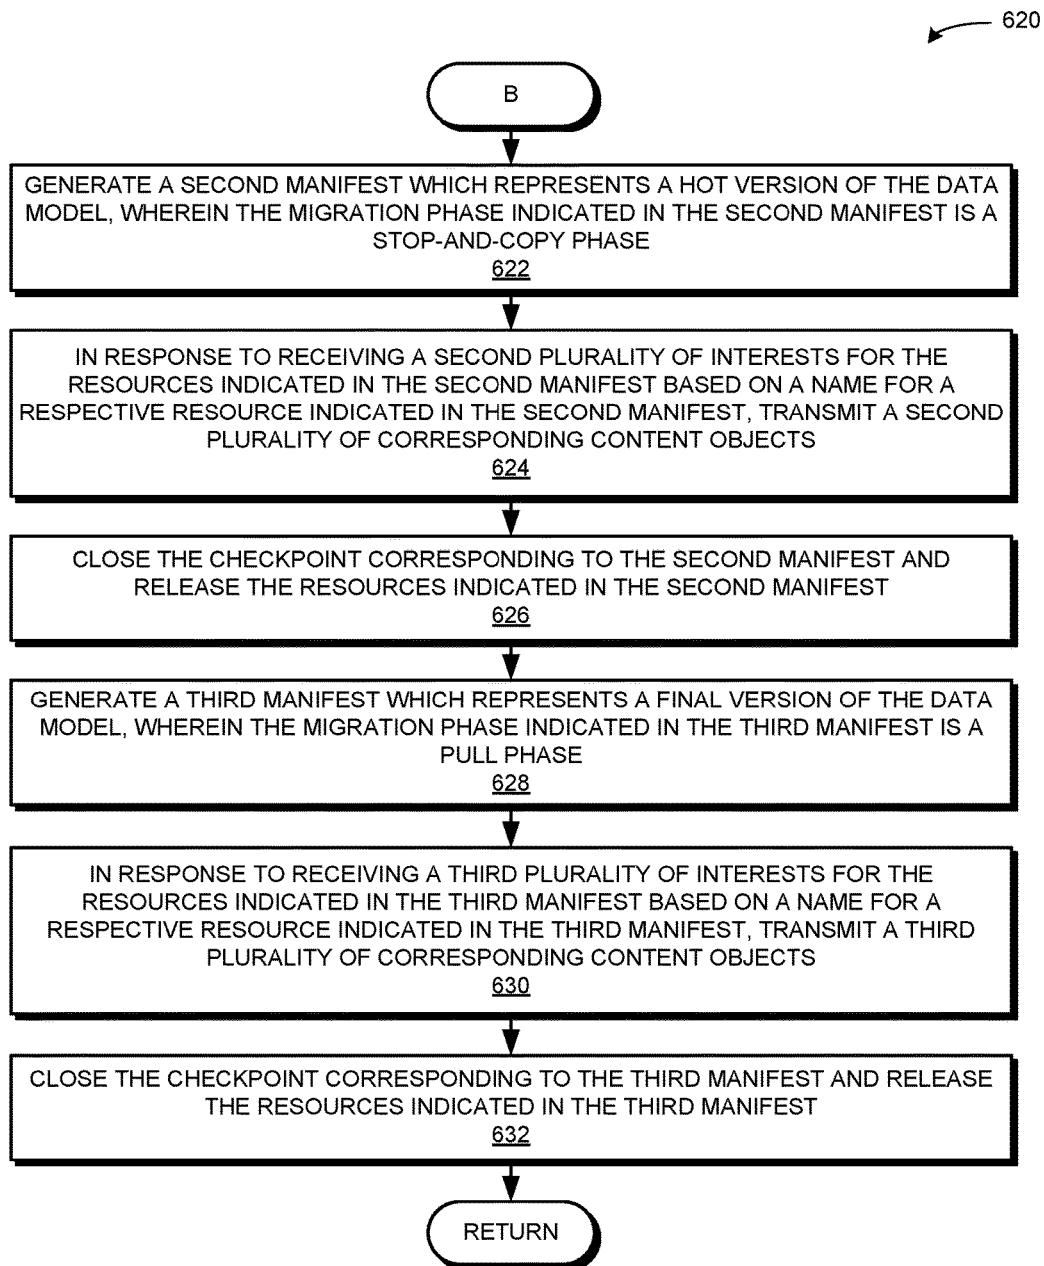 620
B
GENERATE A SECOND MANIFEST WHICH REPRESENTS A HOT VERSION OF THE DATA
MODEL, WHEREIN THE MIGRATION PHASE INDICATED IN THE SECOND MANIFEST IS A
STOP-AND-COPY PHASE
622
IN RESPONSE TO RECEIVING A SECOND PLURALITY OF INTERESTS FOR THE
RESOURCES INDICATED IN THE SECOND MANIFEST BASED ON A NAME FOR A
RESPECTIVE RESOURCE INDICATED IN THE SECOND MANIFEST, TRANSMIT A SECOND
PLURALITY OF CORRESPONDING CONTENT OBJECTS
624
CLOSE THE CHECKPOINT CORRESPONDING TO THE SECOND MANIFEST AND
RELEASE THE RESOURCES INDICATED IN THE SECOND MANIFEST
626
GENERATE A THIRD MANIFEST WHICH REPRESENTS A FINAL VERSION OF THE DATA
MODEL, WHEREIN THE MIGRATION PHASE INDICATED IN THE THIRD MANIFEST IS A
PULL PHASE
628
IN RESPONSE TO RECEIVING A THIRD PLURALITY OF INTERESTS FOR THE
RESOURCES INDICATED IN THE THIRD MANIFEST BASED ON A NAME FOR A
RESPECTIVE RESOURCE INDICATED IN THE THIRD MANIFEST, TRANSMIT A THIRD
PLURALITY OF CORRESPONDING CONTENT OBJECTS
630
CLOSE THE CHECKPOINT CORRESPONDING TO THE THIRD MANIFEST AND RELEASE
THE RESOURCES INDICATED IN THE THIRD MANIFEST
632
RETURN